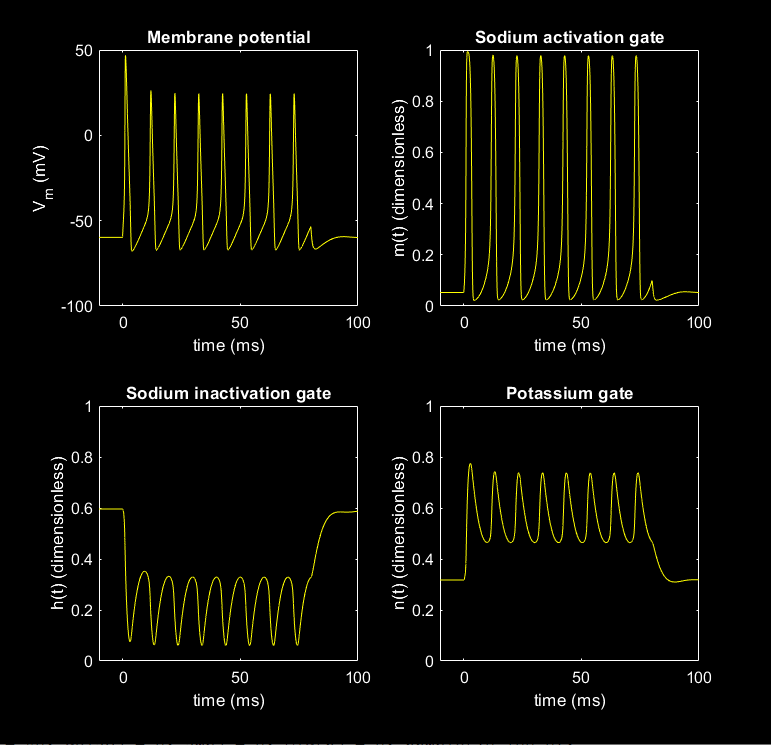 Membrane potential
50
0
-50
-100
V_m (mV)
0 50 100
time (ms)
Sodium activation gate
1
0.8
0.6
0.4
0.2
0
m(t) (dimensionless)
0 50 100
time (ms)
Sodium inactivation gate
1
0.8
0.6
0.4
0.2
0
h(t) (dimensionless)
0 50 100
time (ms)
Potassium gate
1
0.8
0.6
0.4
0.2
0
n(t) (dimensionless)
0 50 100
time (ms)